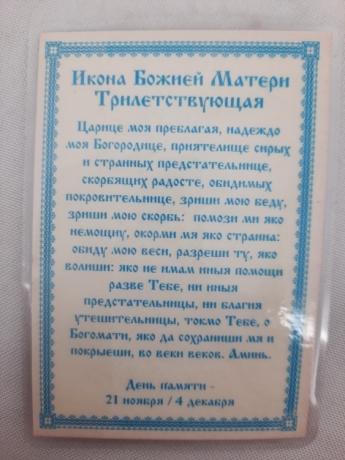 Икона Божией Матери
Трилетствующая
Царице моя преблагая, надеждо
моя Богородице, приятелище сирых
и странных предстательнице,
скорбящих радосте, обидимых
покровительнице, зриши мою беду,
зриши мою скорбь: помози ми яко
немощну, окорми мя яко странна:
обиду мою веси, разреши ту, яко
волиши: яко не имам иныя помощи
разве Тебе, ни иныя
предстательницы, ни благия
утешительницы, токмо Тебе, о
Богомати, яко да сохраниши мя и
покрыеши, во веки веков. Аминь.
День памяти -
21 ноября / 4 декабря